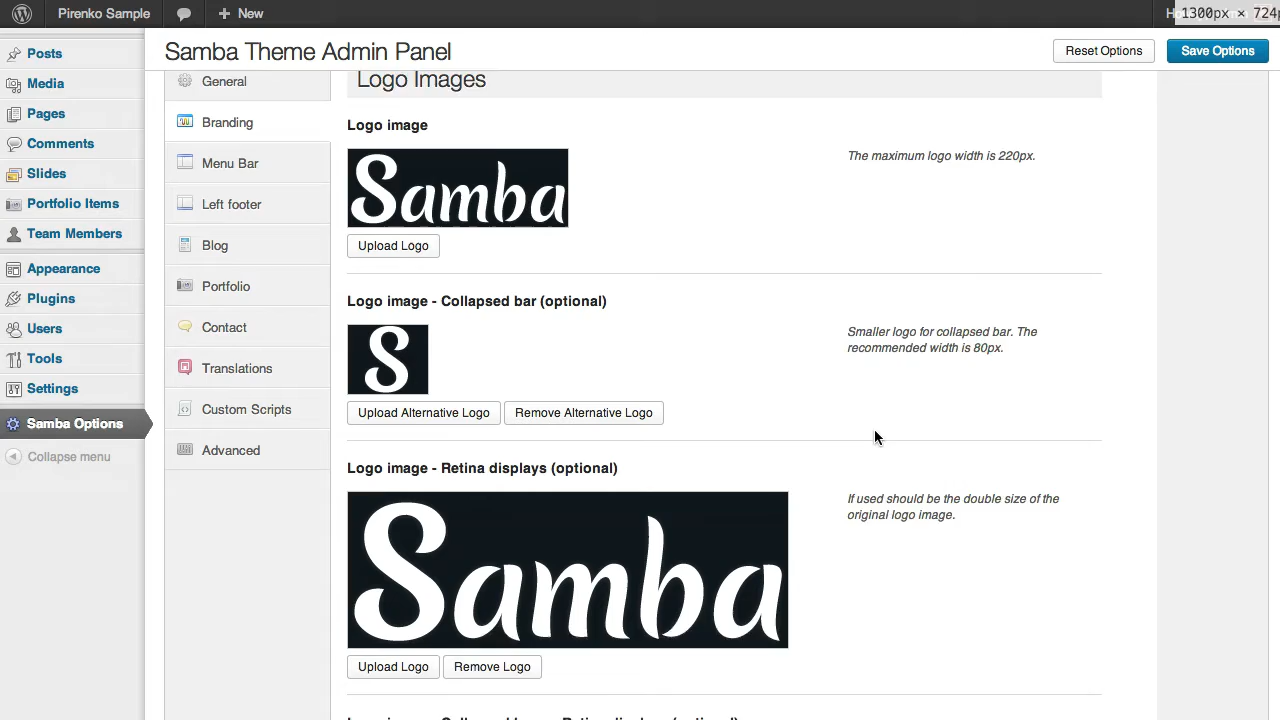 Pirenko Sample
New
1300px × 724p
Samba Theme Admin Panel
Reset Options
Save Options
Posts
Media
Pages
Comments
Slides
Portfolio Items
Team Members
Appearance
Plugins
Users
Tools
Settings
Samba Options
Collapse menu
General
Branding
Menu Bar
Left footer
Blog
Portfolio
Contact
Translations
Custom Scripts
Advanced
Logo Images
Logo image
Samba
The maximum logo width is 220px.
Upload Logo
Logo image - Collapsed bar (optional)
S
Smaller logo for collapsed bar. The
recommended width is 80px.
Upload Alternative Logo
Remove Alternative Logo
Logo image - Retina displays (optional)
Samba
If used should be the double size of the
original logo image.
Upload Logo
Remove Logo